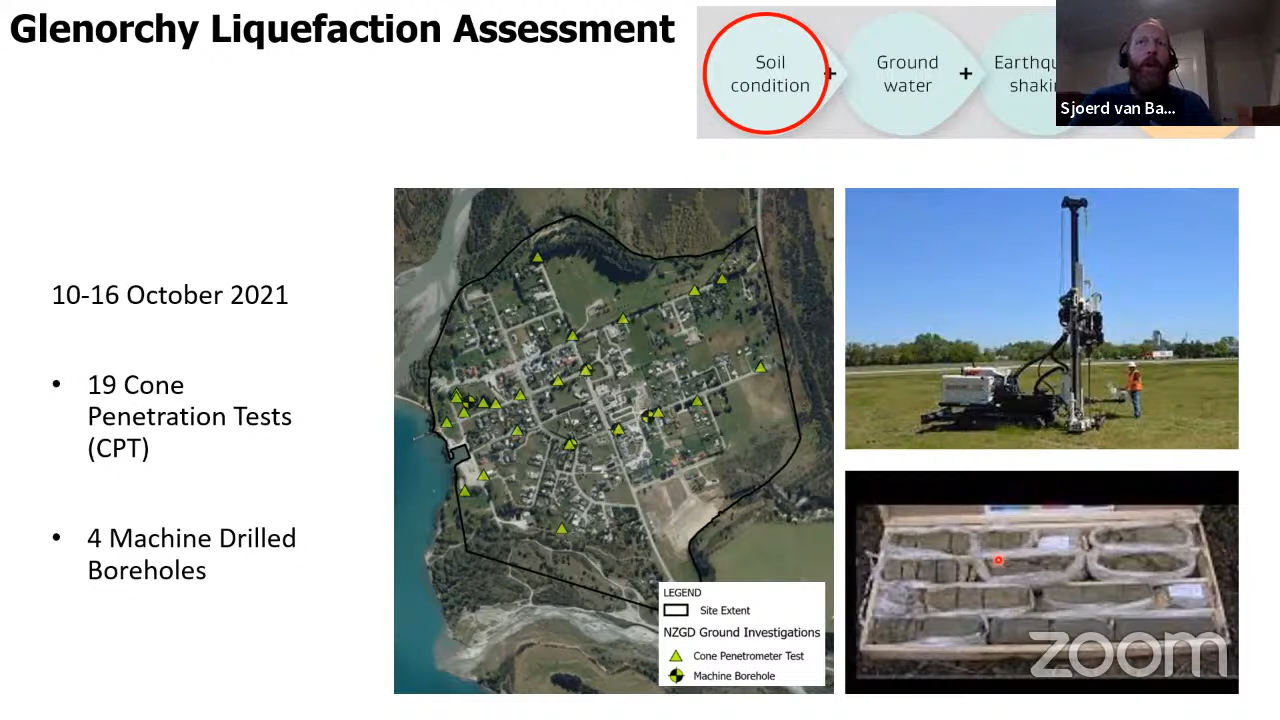 Glenorchy Liquefaction Assessment
Soil
condition
+
Ground
water
+
Sjoerd van Ba...
10-16 October 2021
• 19 Cone
Penetration Tests
(CPT)
• 4 Machine Drilled
Boreholes
LEGEND
Site Extent
NZGD Ground Investigations
Cone Penetrometer Test
Machine Borehole
zoom